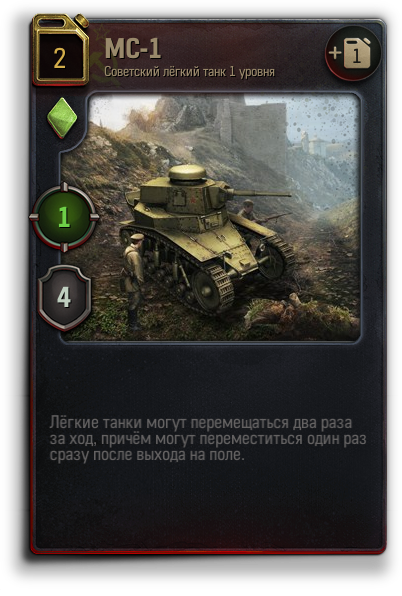 2
МС-1
Советский лёгкий танк 1 уровня
+1
1
4
Лёгкие танки могут перемещаться два раза
за ход, причём могут переместиться один раз
сразу после выхода на поле.